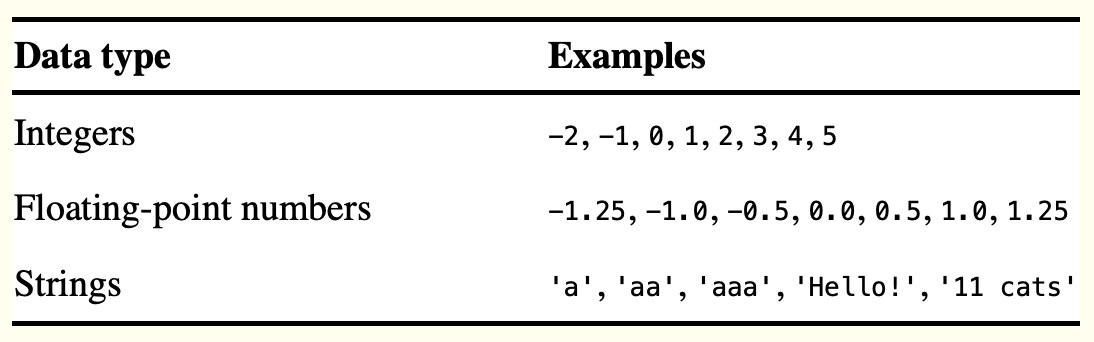 Data type Examples
Integers -2, -1, 0, 1, 2, 3, 4, 5
Floating-point numbers -1.25, -1.0, -0.5, 0.0, 0.5, 1.0, 1.25
Strings 'a', 'aa', 'aaa', 'Hello!', '11 cats'